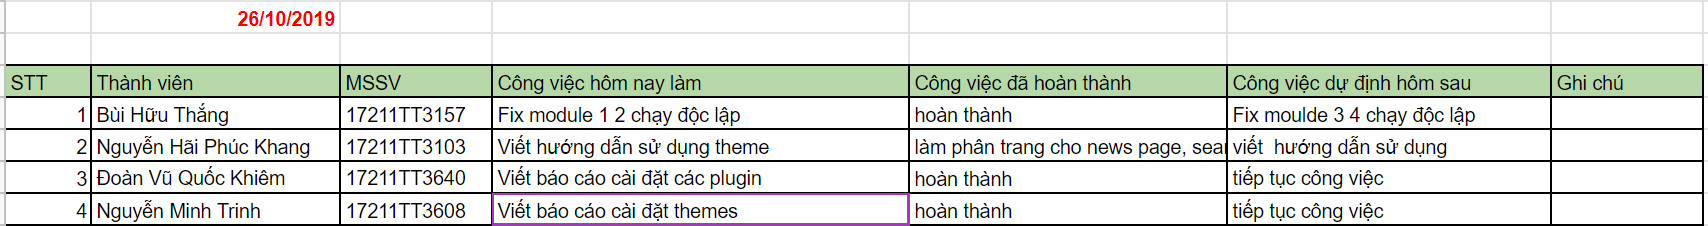 26/10/2019
STT Thành viên MSSV Công việc hôm nay làm Công việc đã hoàn thành Công việc dự định hôm sau Ghi chú
1 Bùi Hữu Thắng 17211TT3157 Fix module 1 2 chạy độc lập hoàn thành Fix moulde 3 4 chạy độc lập
2 Nguyễn Hãi Phúc Khang 17211TT3103 Viết hướng dẫn sử dụng theme làm phân trang cho news page, viết hướng dẫn sử dụng
3 Đoàn Vũ Quốc Khiêm 17211TT3640 Viết báo cáo cài đặt các plugin hoàn thành tiếp tục công việc
4 Nguyễn Minh Trinh 17211TT3608 Viết báo cáo cài đặt themes hoàn thành tiếp tục công việc